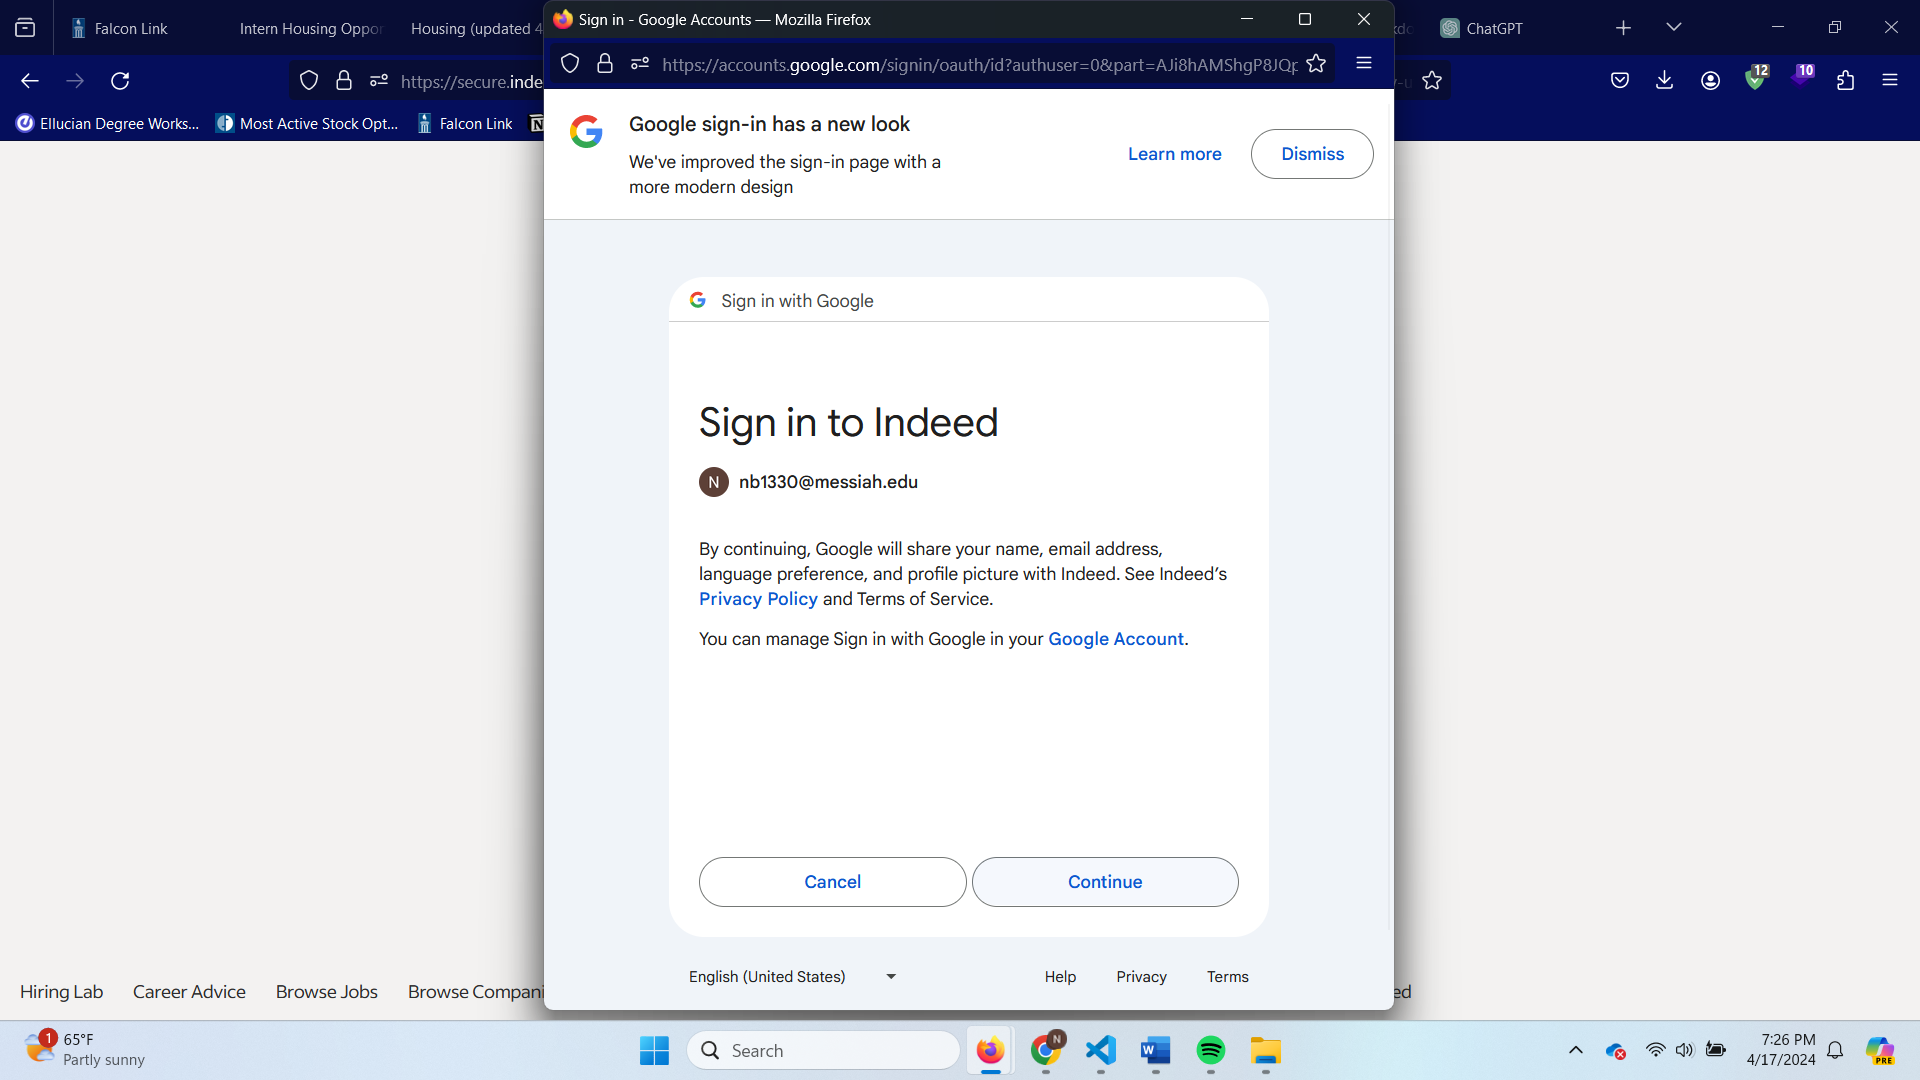 Falcon Link
Intern Housing Oppor
Housing (updated 4
Sign in - Google Accounts — Mozilla Firefox
ChatGPT
https://secure.inde
https://accounts.google.com/signin/oauth/id?authuser=0&part=AJi8hAMShgP8JQp
12
10
Ellucian Degree Works...
Most Active Stock Opt...
Falcon Link
Google sign-in has a new look
We've improved the sign-in page with a
more modern design
Learn more
Dismiss
Sign in with Google
Sign in to Indeed
N
nb1330@messiah.edu
By continuing, Google will share your name, email address,
language preference, and profile picture with Indeed. See Indeed’s
Privacy Policy and Terms of Service.
You can manage Sign in with Google in your Google Account.
Cancel
Continue
English (United States)
Help
Privacy
Terms
Hiring Lab
Career Advice
Browse Jobs
Browse Compani
ed
1
65°F
Partly sunny
Search
N
7:26 PM
4/17/2024
PRE